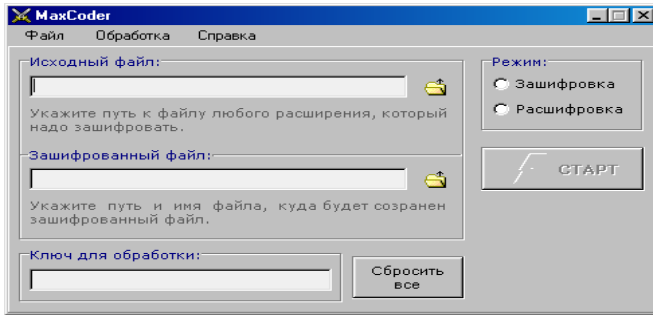 MaxCoder
Файл Обработка Справка
Исходный файл:
Укажите путь к файлу любого расширения, который
надо зашифровать.
Зашифрованный файл:
Укажите путь и имя файла, куда будет созранен
зашифрованный файл.
Ключ для обработки:
Сбросить
все
Режим:
Зашифровка
Расшифровка
СТАРТ